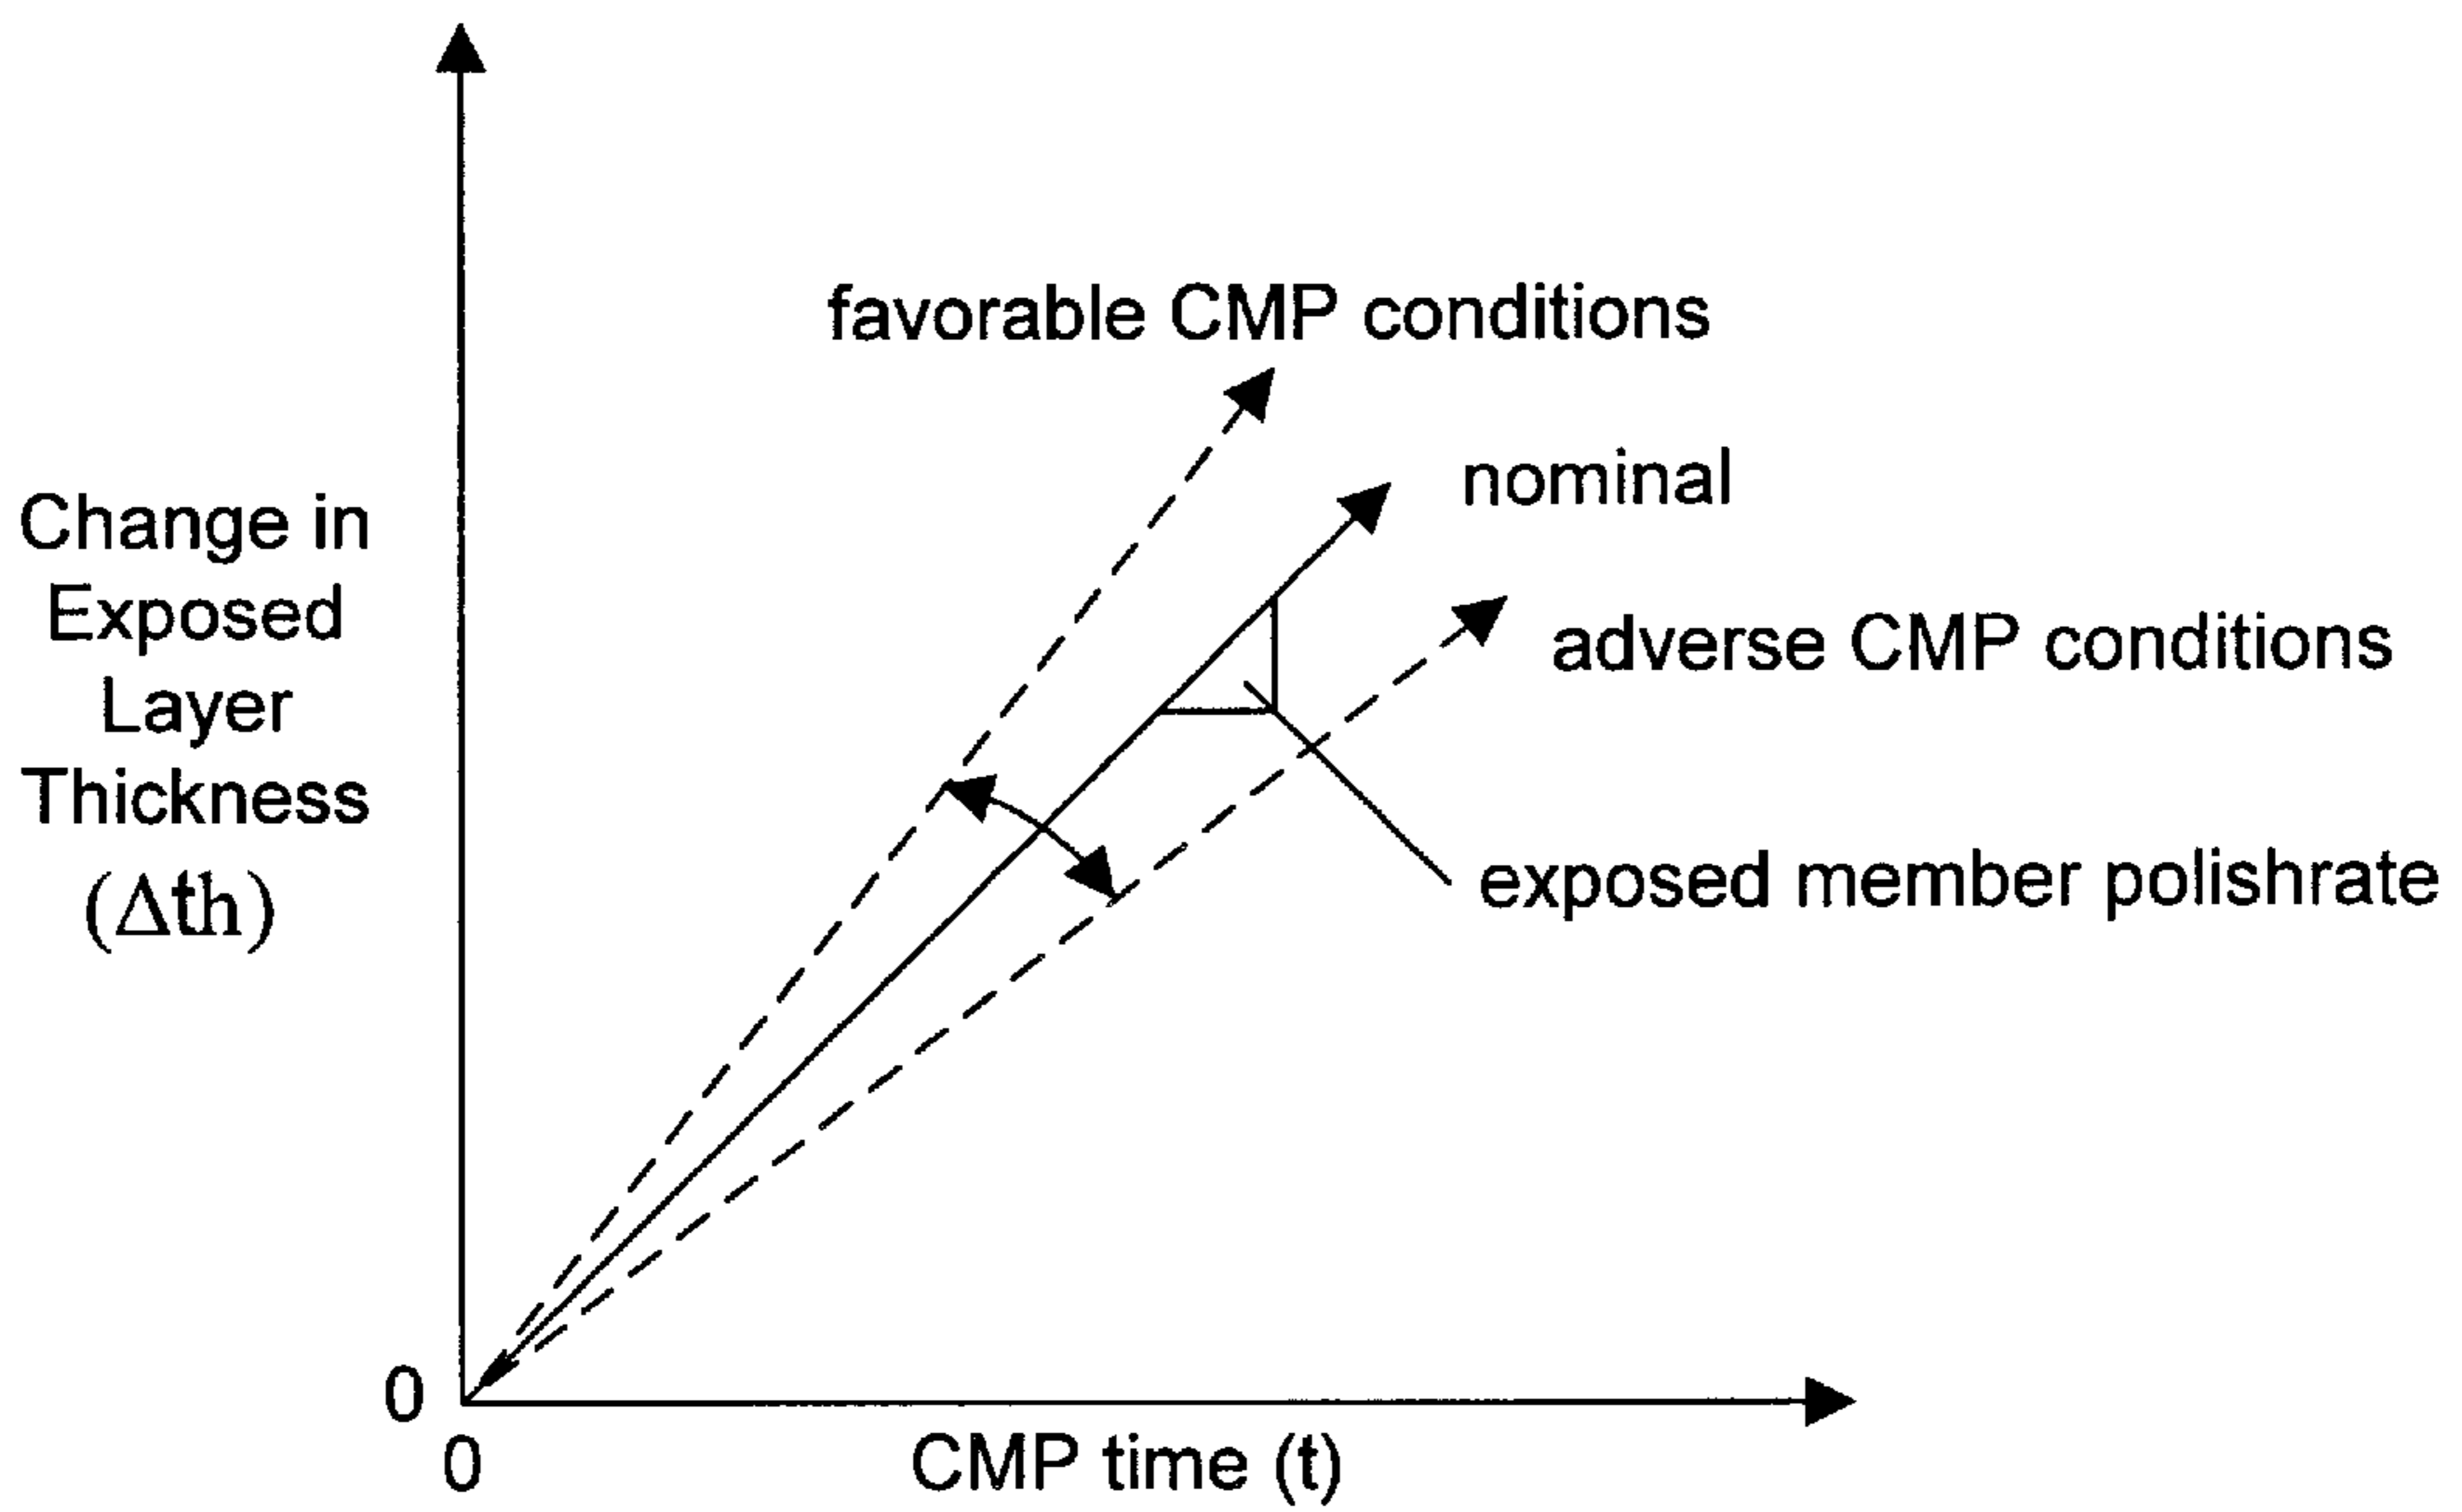 favorable CMP conditions
nominal
Change in
Exposed
Layer
Thickness
(Δth)
adverse CMP conditions
exposed member polishrate
0
0
CMP time (t)